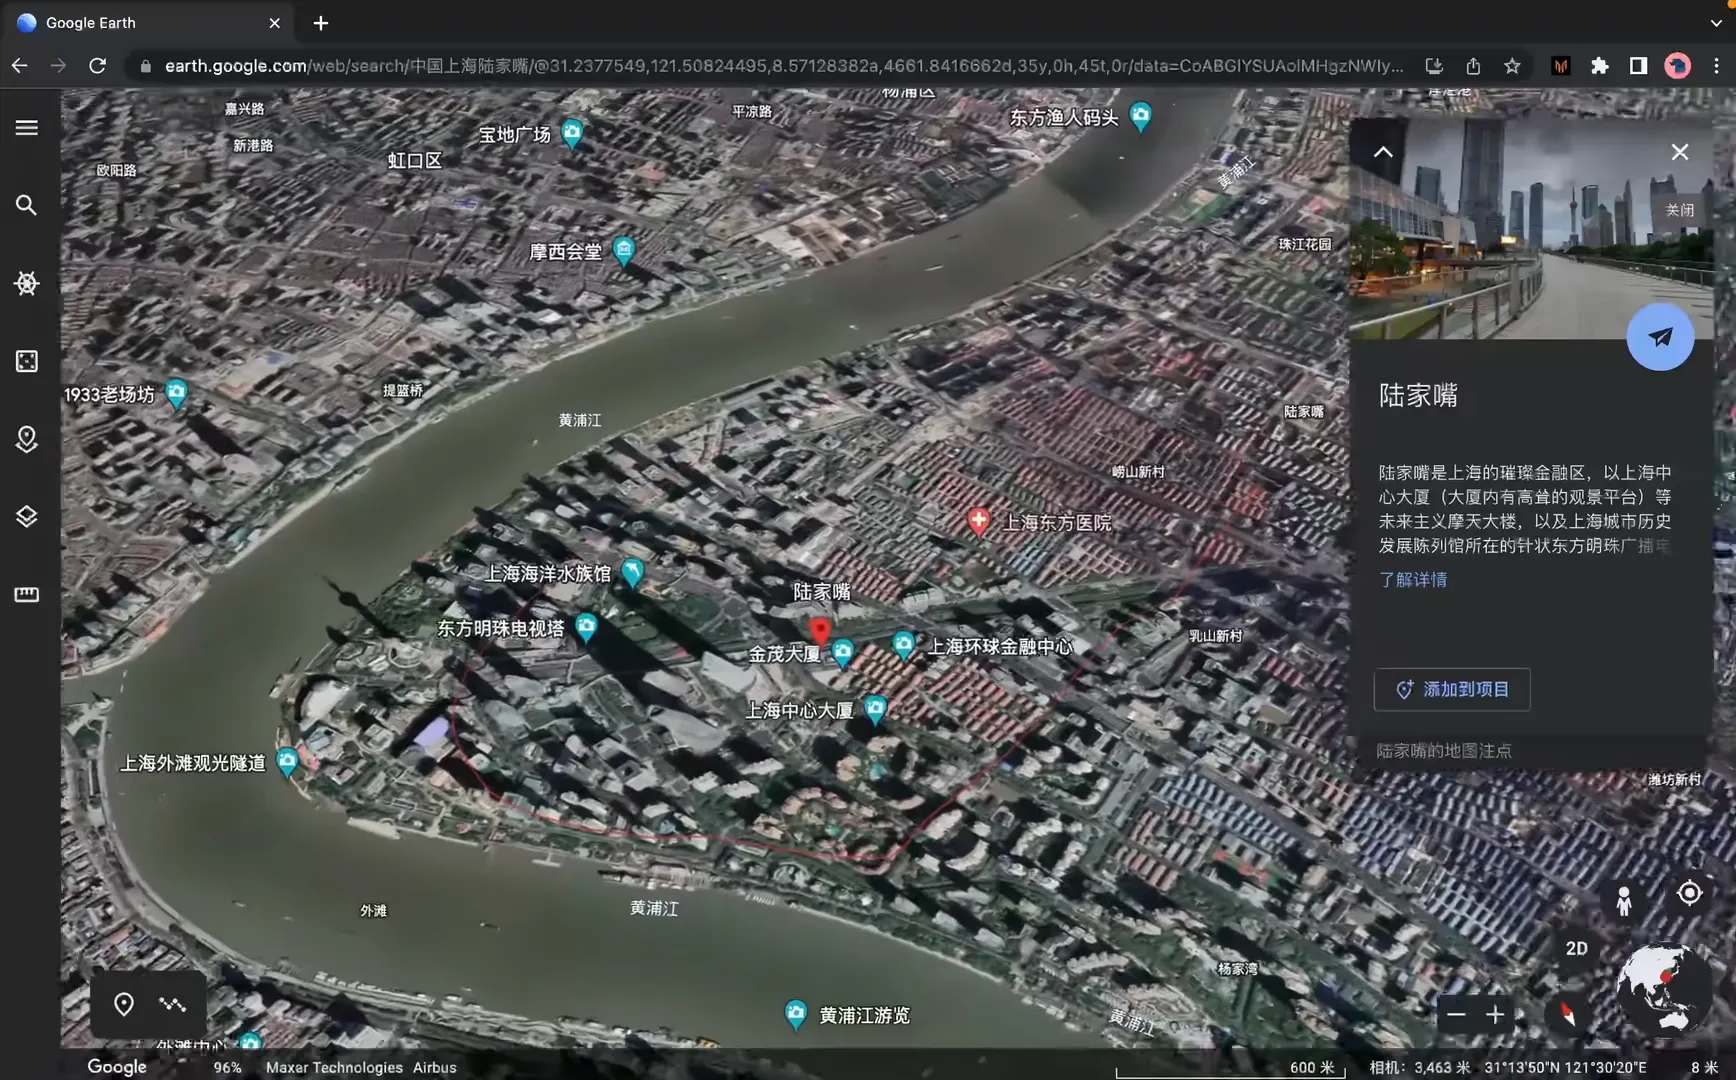 Google Earth
earth.google.com/web/search/中国上海陆家嘴/@31.2377549,121.50824495,8.57128382a,4661.8416662d,35y,0h,45t,0r/data=CoABGlYSUAolMHgzNWIy...
嘉兴路
平凉路
杨浦区
东方渔人码头
宝地广场
新港路
虹口区
欧阳路
黄浦江
关闭
摩西会堂
珠江花园
1933老场坊
提篮桥
黄浦江
陆家嘴
陆家嘴
崂山新村
陆家嘴是上海的璀璨金融区，以上海中
心大厦（大厦内有高耸的观景平台）等
未来主义摩天大楼，以及上海城市历史
发展陈列馆所在的针状东方明珠广播电
了解详情
上海东方医院
上海海洋水族馆
陆家嘴
东方明珠电视塔
金茂大厦
上海环球金融中心
乳山新村
添加到项目
上海中心大厦
陆家嘴的地图注点
上海外滩观光隧道
潍坊新村
外滩
黄浦江
2D
杨家湾
黄浦江游览
黄浦江
外滩中心
Google
96%
Maxar Technologies Airbus
600 米
相机：3,463 米
31°13'50"N 121°30'20"E
8 米